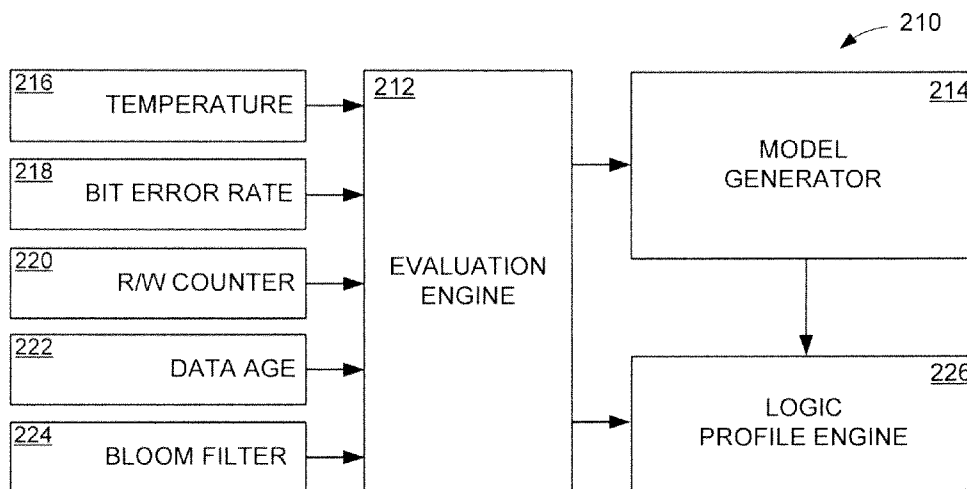 210
216
TEMPERATURE
218
BIT ERROR RATE
220
R/W COUNTER
222
DATA AGE
224
BLOOM FILTER
212
EVALUATION
ENGINE
214
MODEL
GENERATOR
226
LOGIC
PROFILE ENGINE